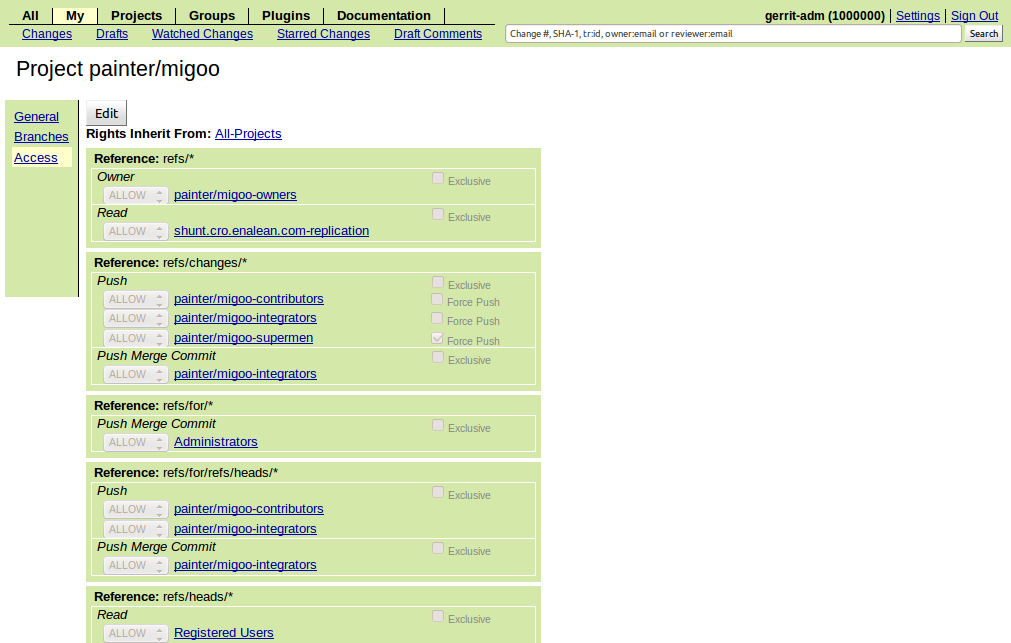 All My Projects Groups Plugins Documentation gerrit-adm (1000000) | Settings | Sign Out
Changes Drafts Watched Changes Starred Changes Draft Comments Change #, SHA-1, tr:id, owner:email or reviewer:email Search
Project painter/migoo
General
Branches
Access
Edit
Rights Inherit From: All-Projects
Reference: refs/*
Owner Exclusive
ALLOW painter/migoo-owners
Read Exclusive
ALLOW shunt.cro.enalean.com-replication
Reference: refs/changes/*
Push Exclusive
ALLOW painter/migoo-contributors Force Push
ALLOW painter/migoo-integrators Force Push
ALLOW painter/migoo-supermen Force Push
Push Merge Commit Exclusive
ALLOW painter/migoo-integrators
Reference: refs/for/*
Push Merge Commit Exclusive
ALLOW Administrators
Reference: refs/for/refs/heads/*
Push Exclusive
ALLOW painter/migoo-contributors
ALLOW painter/migoo-integrators
Push Merge Commit Exclusive
ALLOW painter/migoo-integrators
Reference: refs/heads/*
Read Exclusive
ALLOW Registered Users